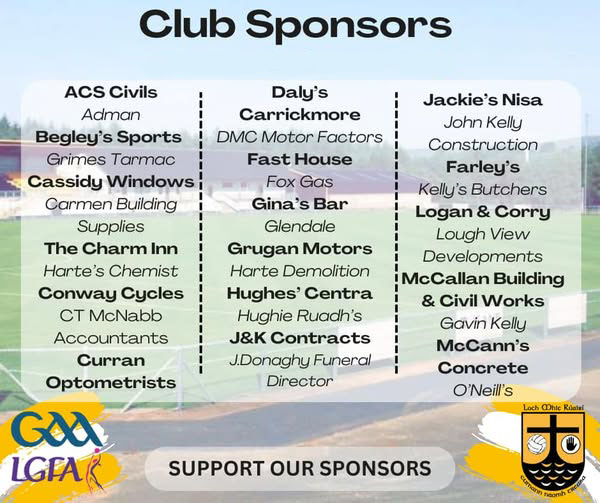 Club Sponsors
ACS Civils
Adman
Begley's Sports
Grimes Tarmac
Cassidy Windows
Carmen Building
Supplies
The Charm Inn
Harte's Chemist
Conway Cycles
CT McNabb
Accountants
Curran
Optometrists
Daly's
Carrickmore
DMC Motor Factors
Fast House
Fox Gas
Gina's Bar
Glendale
Grugan Motors
Harte Demolition
Hughes' Centra
Hughie Ruadh's
J&K Contracts
J.Donaghy Funeral
Director
Jackie's Nisa
John Kelly
Construction
Farley's
Kelly's Butchers
Logan & Corry
Lough View
Developments
McCallan Building
& Civil Works
Gavin Kelly
McCann's
Concrete
O'Neill's
GAA
LGFA
SUPPORT OUR SPONSORS